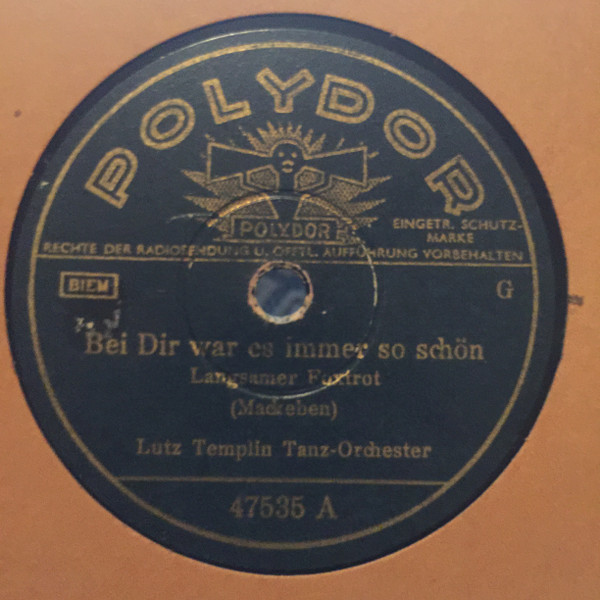 POLYDOR
POLYDOR
EINGETR. SCHUTZ-
MARKE
RECHTE DER RADIOSENDUNG U. ÖFFTL. AUFFÜHRUNG VORBEHALTEN
BIEM
G
Bei Dir war es immer so schön
Langsamer Foxtrot
(Mackeben)
Lutz Templin Tanz-Orchester
47535 A